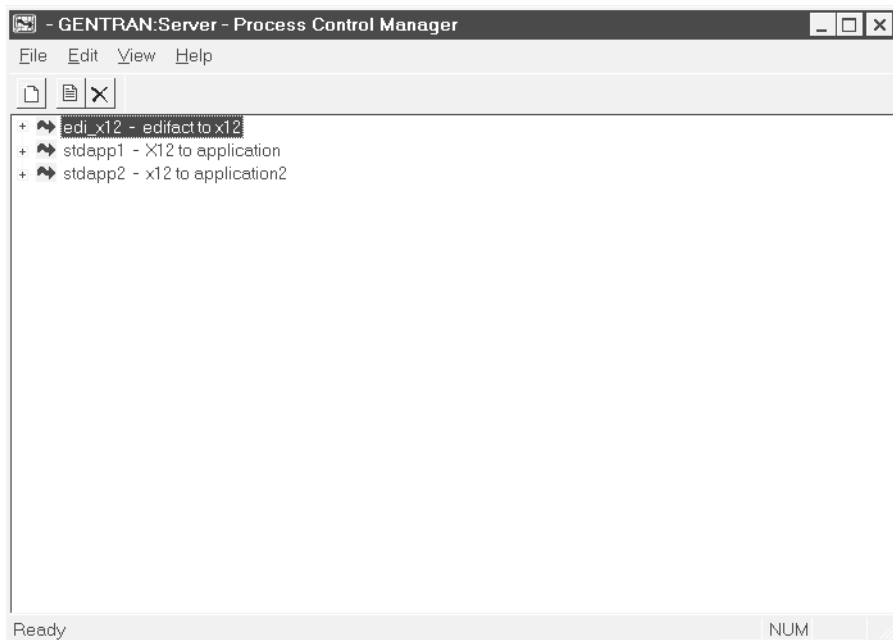 - GENTRAN:Server - Process Control Manager
File Edit View Help
+ edi_x12 - edifact to x12
+ stdapp1 - X12 to application
+ stdapp2 - x12 to application2
Ready NUM